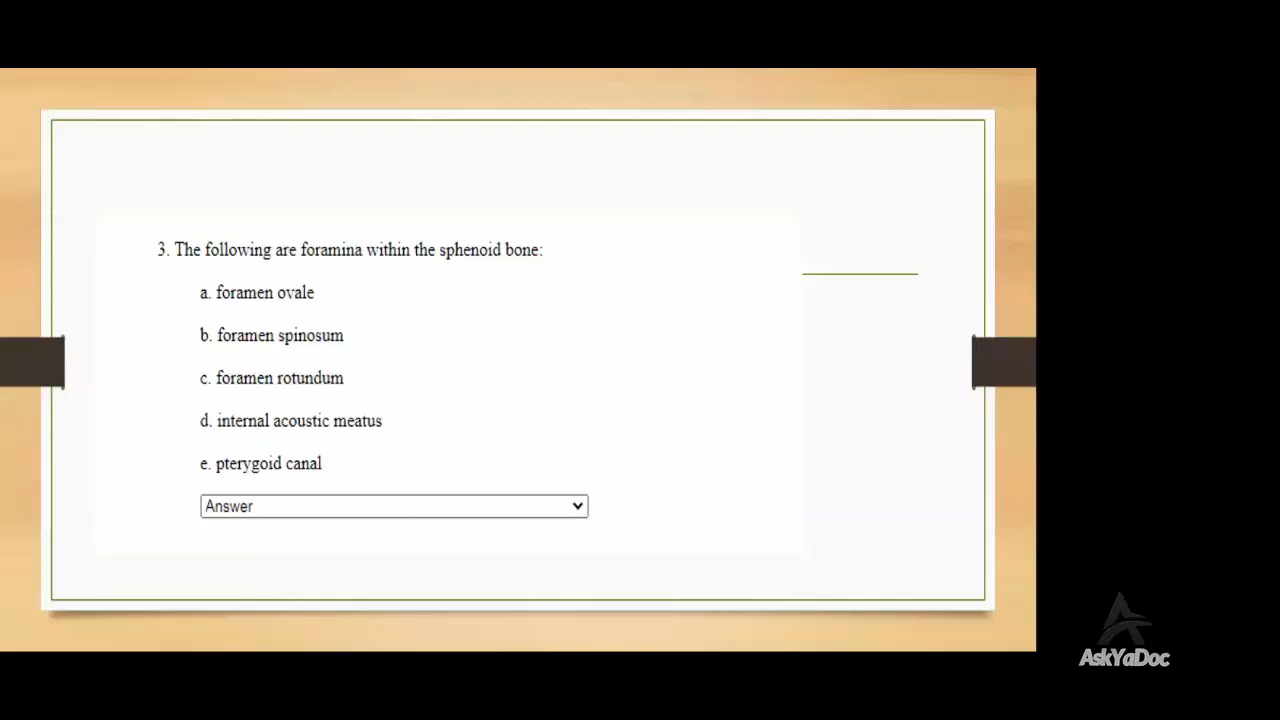 3. The following are foramina within the sphenoid bone:
a. foramen ovale
b. foramen spinosum
c. foramen rotundum
d. internal acoustic meatus
e. pterygoid canal
Answer
AskYaDoc